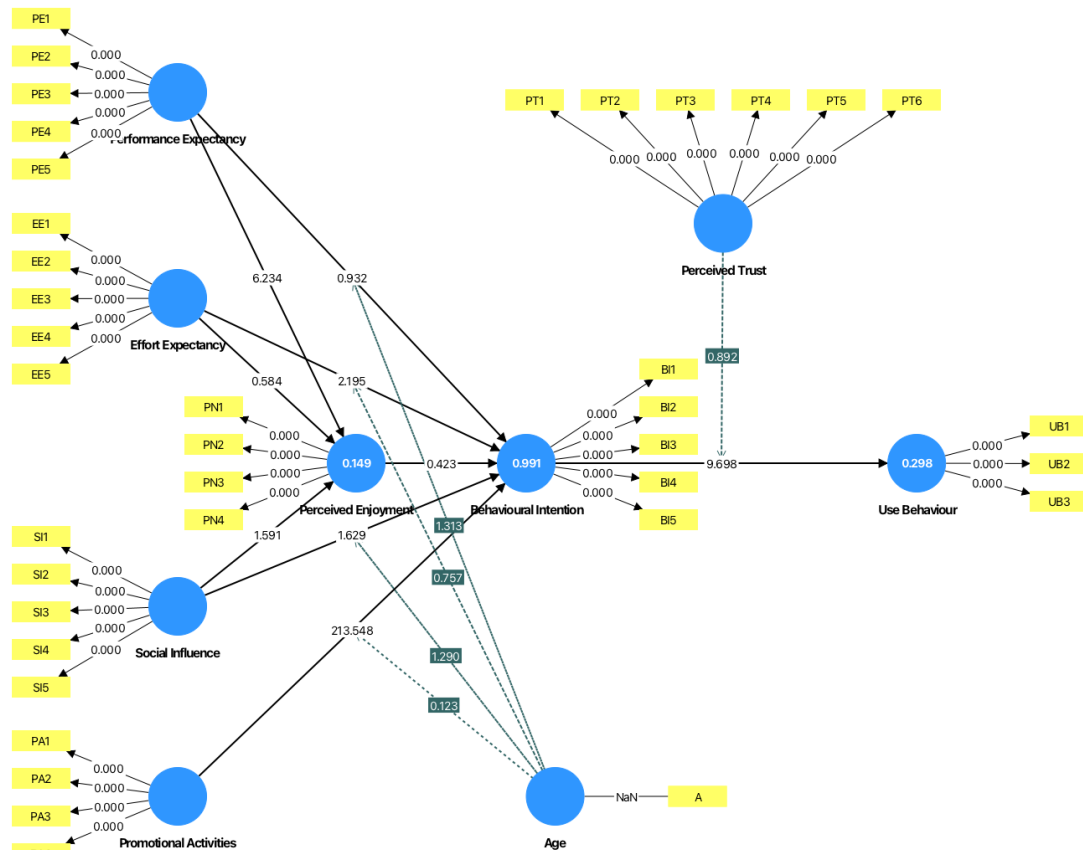 PE1
PE2
PE3
PE4
PE5
0.000
0.000
0.000
0.000
0.000
Performance Expectancy
EE1
EE2
EE3
EE4
EE5
0.000
0.000
0.000
0.000
0.000
Effort Expectancy
SI1
SI2
SI3
SI4
SI5
0.000
0.000
0.000
0.000
0.000
Social Influence
PA1
PA2
PA3
0.000
0.000
0.000
0.000
Promotional Activities
6.234
0.932
0.584
2.195
PN1
PN2
PN3
PN4
0.000
0.000
0.000
0.000
0.149
Perceived Enjoyment
0.423
1.591
1.629
213.548
0.991
Behavioural Intention
BI1
BI2
BI3
BI4
BI5
0.000
0.000
0.000
0.000
0.000
1.313
0.757
1.290
0.123
PT1
PT2
PT3
PT4
PT5
PT6
0.000
0.000
0.000
0.000
0.000
0.000
Perceived Trust
0.892
9.698
0.298
Use Behaviour
0.000
0.000
0.000
UB1
UB2
UB3
NaN
A
Age